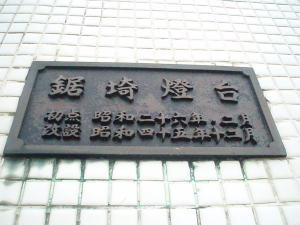 鋸埼燈台
初点 昭和二十六年十二月
改設 昭和四十五年十二月